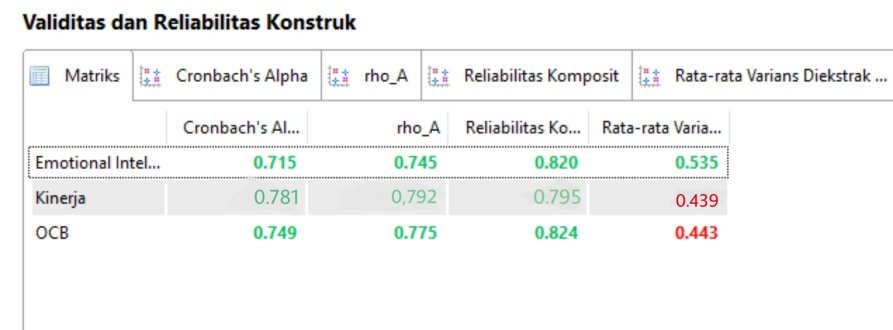 Validitas dan Reliabilitas Konstruk
Matriks Cronbach's Alpha rho_A Reliabilitas Komposit Rata-rata Varians Diekstrak ...
Cronbach's Al... rho_A Reliabilitas Ko... Rata-rata Varia...
Emotional Intel... 0.715 0.745 0.820 0.535
Kinerja 0.781 0,792 0.795 0.439
OCB 0.749 0.775 0.824 0.443